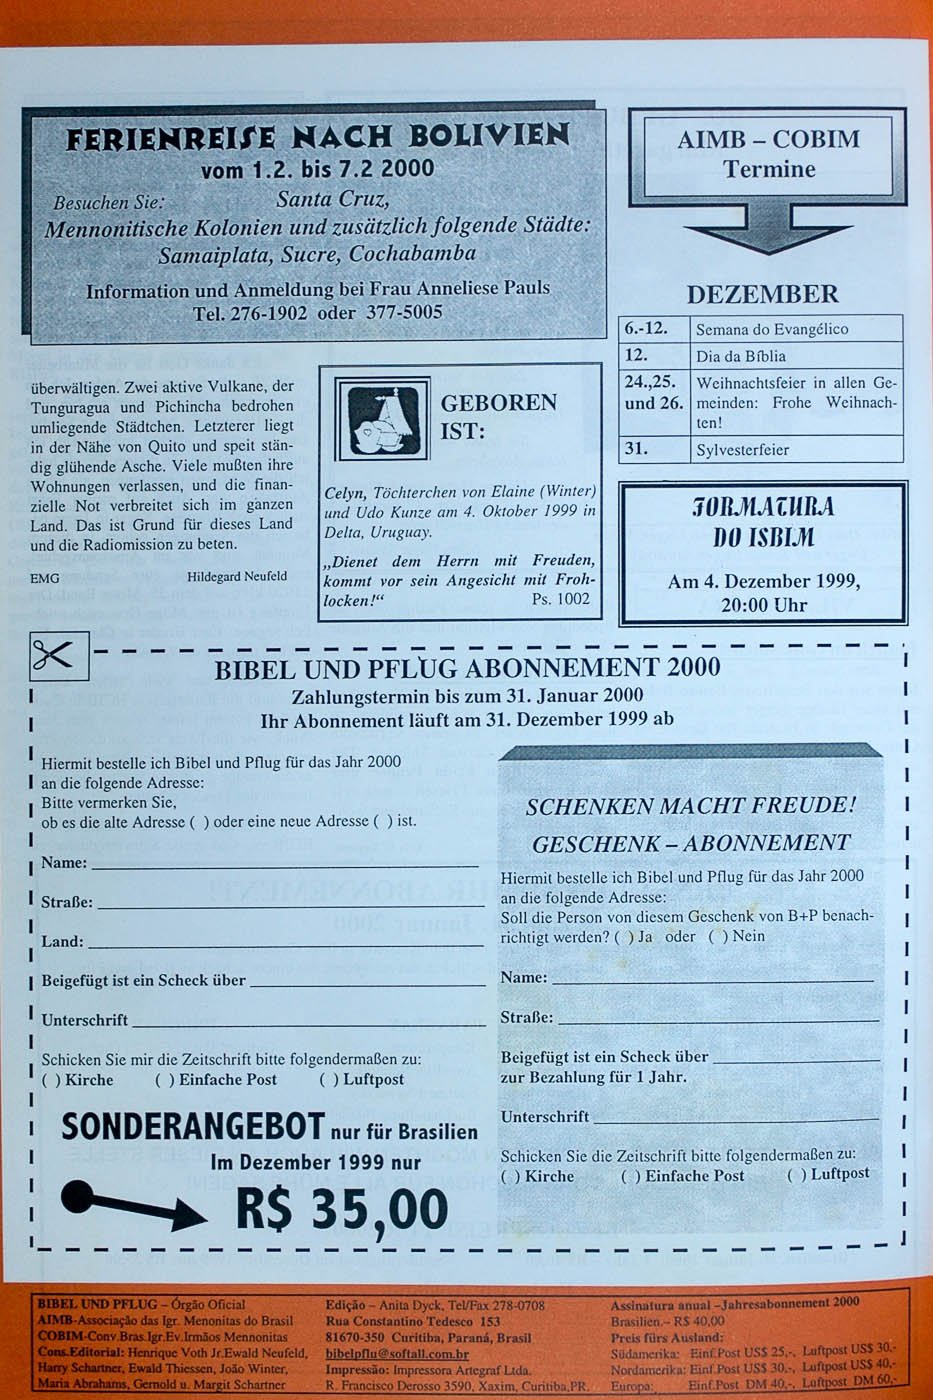 FERIENREISE NACH BOLIVIEN
vom 1.2. bis 7.2 2000
Besuchen Sie: Santa Cruz,
Mennonitische Kolonien und zusätzlich folgende Städte:
Samaiplata, Sucre, Cochabamba
Information und Anmeldung bei Frau Anneliese Pauls
Tel. 276-1902 oder 377-5005
AIMB – COBIM
Termine
DEZEMBER
6.-12. Semana do Evangélico
12. Dia da Bíblia
24.,25. Weihnachtsfeier in allen Ge-
und 26. meinden: Frohe Weihnach-
ten!
31. Sylvesterfeier
überwältigen. Zwei aktive Vulkane, der
Tunguragua und Pichincha bedrohen
umliegende Städtchen. Letzterer liegt
in der Nähe von Quito und speit stän-
dig glühende Asche. Viele mußten ihre
Wohnungen verlassen, und die finan-
zielle Not verbreitet sich im ganzen
Land. Das ist Grund für dieses Land
und die Radiomission zu beten.
EMG Hildegard Neufeld
GEBOREN
IST:
Celyn, Töchterchen von Elaine (Winter)
und Udo Kunze am 4. Oktober 1999 in
Delta, Uruguay.
„Dienet dem Herrn mit Freuden,
kommt vor sein Angesicht mit Froh-
locken!“ Ps. 1002
FORMATURA
DO ISBIM
Am 4. Dezember 1999,
20:00 Uhr
BIBEL UND PFLUG ABONNEMENT 2000
Zahlungstermin bis zum 31. Januar 2000
Ihr Abonnement läuft am 31. Dezember 1999 ab
Hiermit bestelle ich Bibel und Pflug für das Jahr 2000
an die folgende Adresse:
Bitte vermerken Sie,
ob es die alte Adresse ( ) oder eine neue Adresse ( ) ist.
Name:
Straße:
Land:
Beigefügt ist ein Scheck über
Unterschrift
Schicken Sie mir die Zeitschrift bitte folgendermaßen zu:
( ) Kirche ( ) Einfache Post ( ) Luftpost
SONDERANGEBOT nur für Brasilien
Im Dezember 1999 nur
R$ 35,00
SCHENKEN MACHT FREUDE!
GESCHENK – ABONNEMENT
Hiermit bestelle ich Bibel und Pflug für das Jahr 2000
an die folgende Adresse:
Soll die Person von diesem Geschenk von B+P benach-
richtigt werden? ( ) Ja oder ( ) Nein
Name:
Straße:
Beigefügt ist ein Scheck über
zur Bezahlung für 1 Jahr.
Unterschrift
Schicken Sie die Zeitschrift bitte folgendermaßen zu:
( ) Kirche ( ) Einfache Post ( ) Luftpost
BIBEL UND PFLUG – Órgão Oficial
AIMB-Associação das Igr. Menonitas do Brasil
COBIM-Conv.Bras.Igr.Ev.Irmãos Mennonitas
Cons.Editorial: Henrique Voth Jr.Ewald Neufeld,
Harry Schartner, Ewald Thiessen, João Winter,
Maria Abrahams, Gernold u. Margit Schartner
Edição – Anita Dyck, Tel/Fax 278-0708
Rua Constantino Tedesco 153
81670-350 Curitiba, Paraná, Brasil
bibelpflu@softall.com.br
Impressão: Impressora Artegraf Ltda.
R. Francisco Derosso 3590, Xaxim, Curitiba,PR.
Assinatura anual –Jahresabonnement 2000
Brasilien.– R$ 40,00
Preis fürs Ausland:
Südamerika: Einf.Post US$ 25,-, Luftpost US$ 30,-
Nordamerika: Einf.Post US$ 30,-, Luftpost US$ 40,-
Europa: Einf.Post DM 40,-, Luftpost DM 60,-